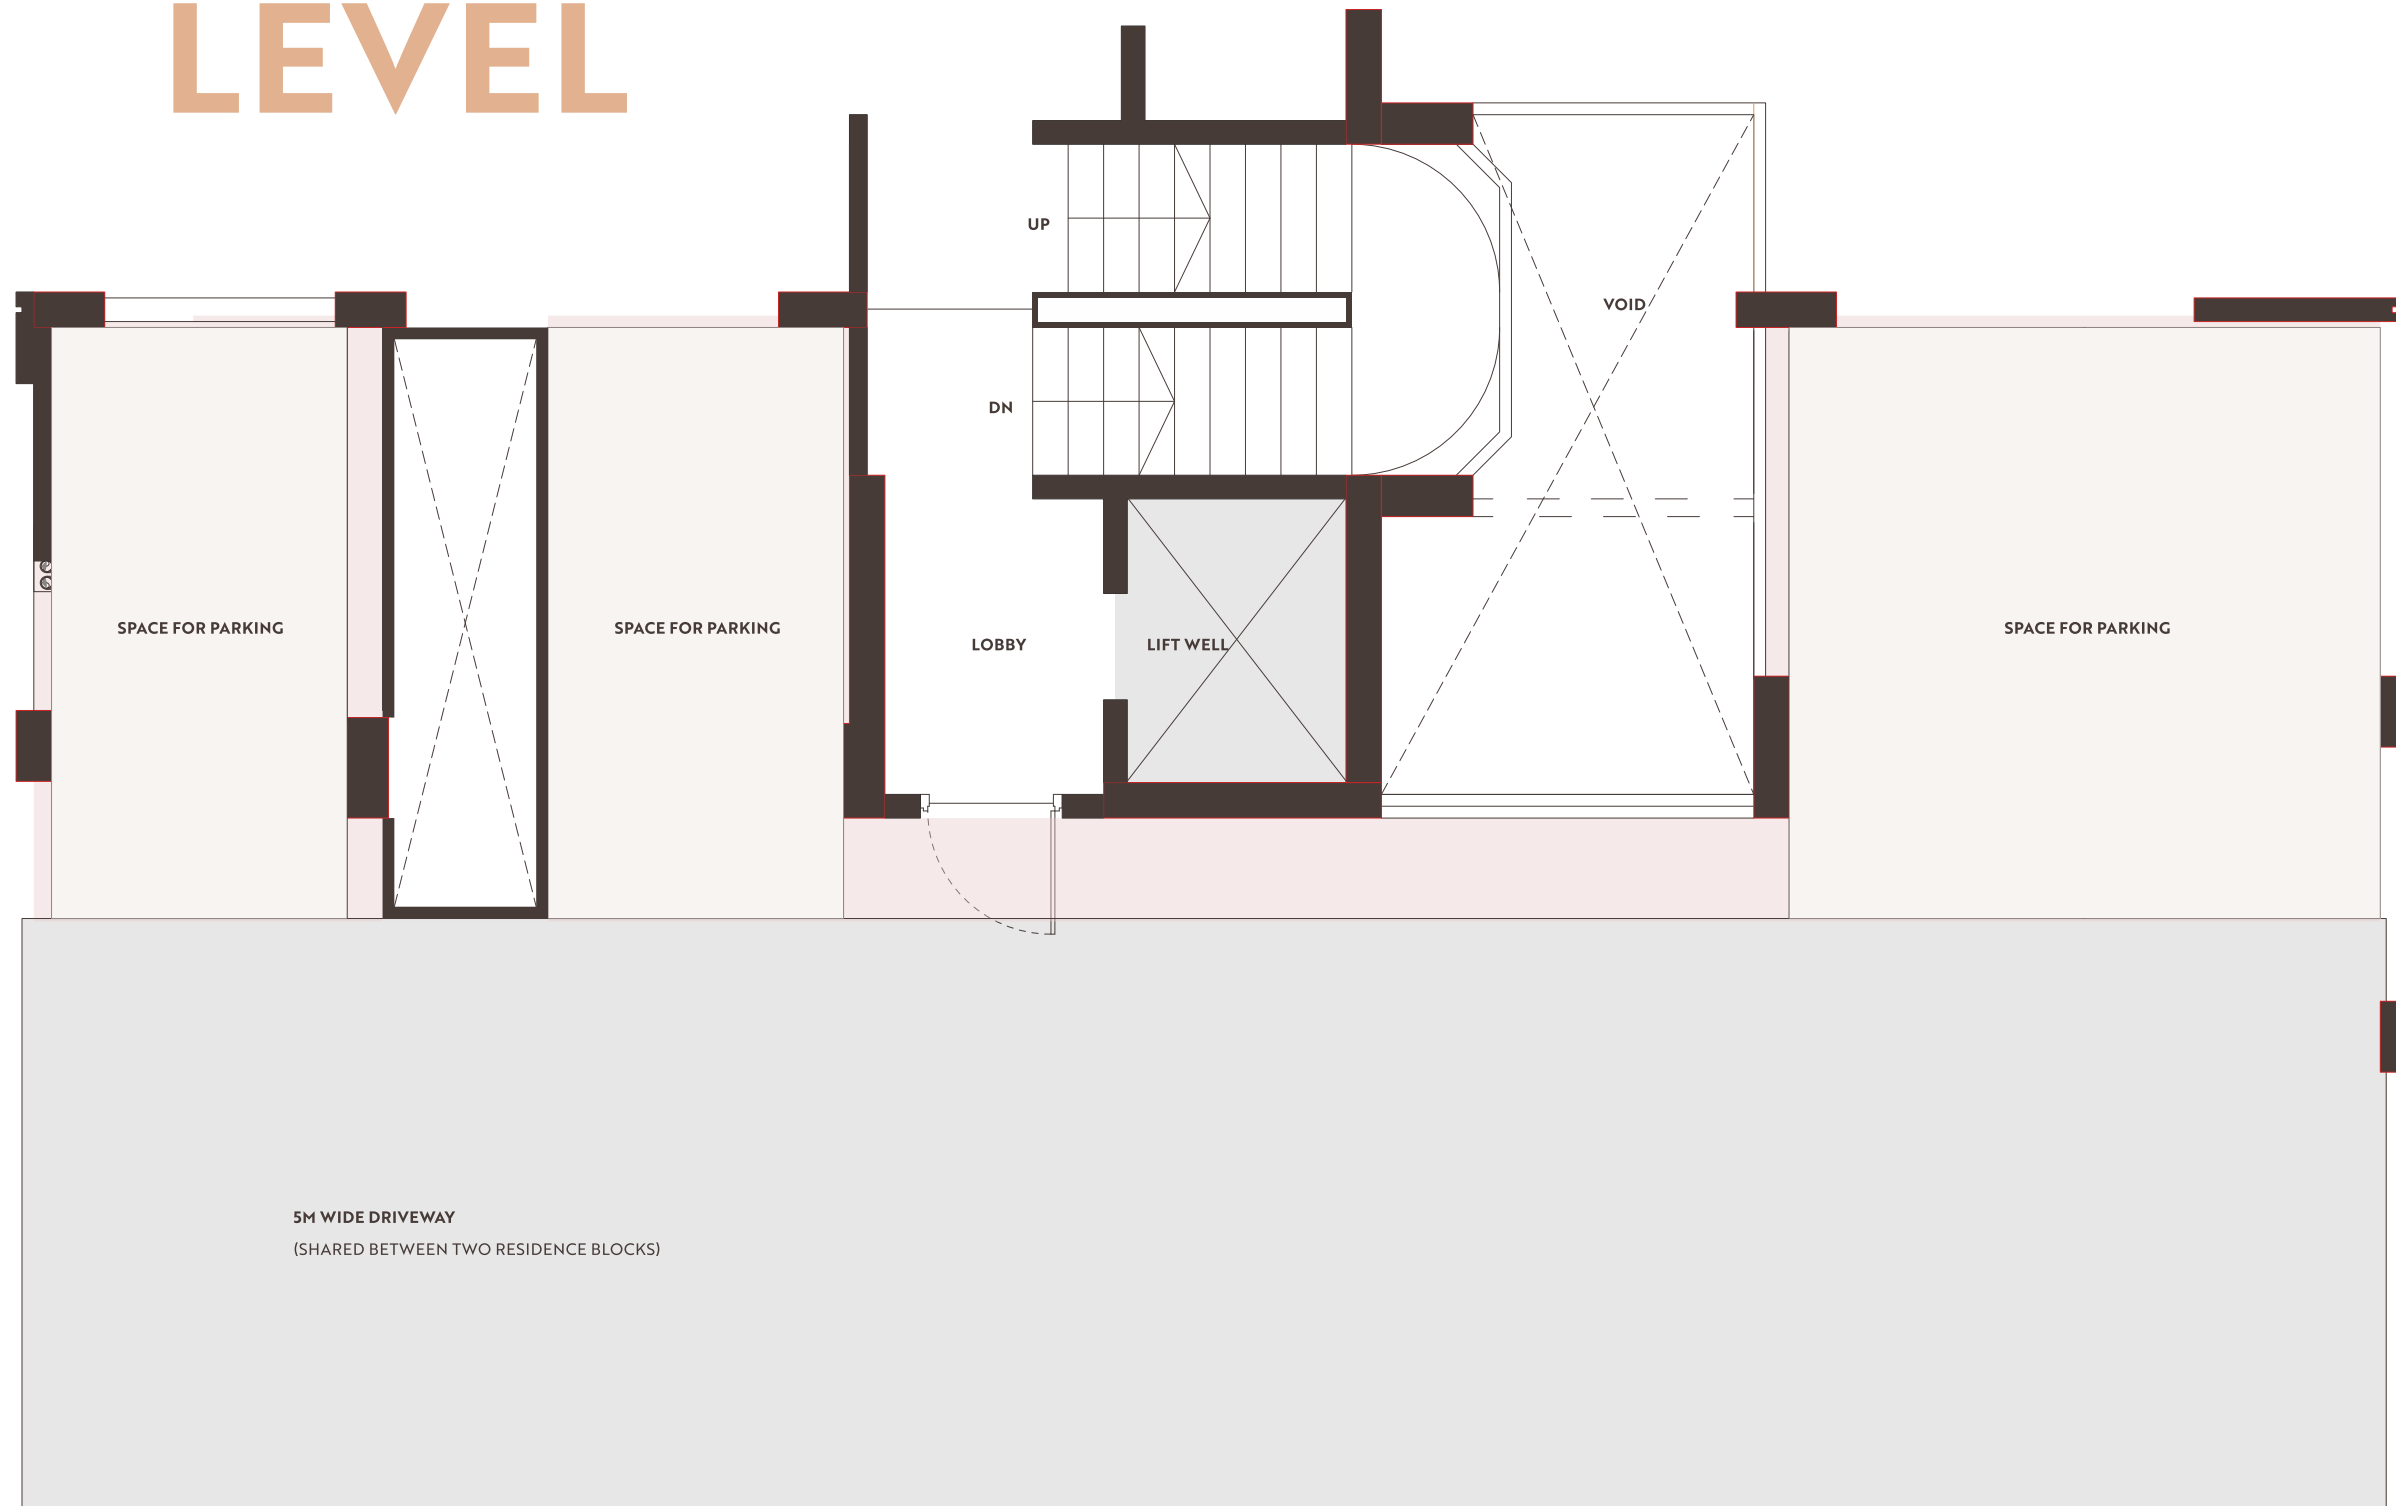 LEVEL
UP
VOID
DN
SPACE FOR PARKING
SPACE FOR PARKING
LOBBY
LIFT WELL
SPACE FOR PARKING
5M WIDE DRIVEWAY
(SHARED BETWEEN TWO RESIDENCE BLOCKS)